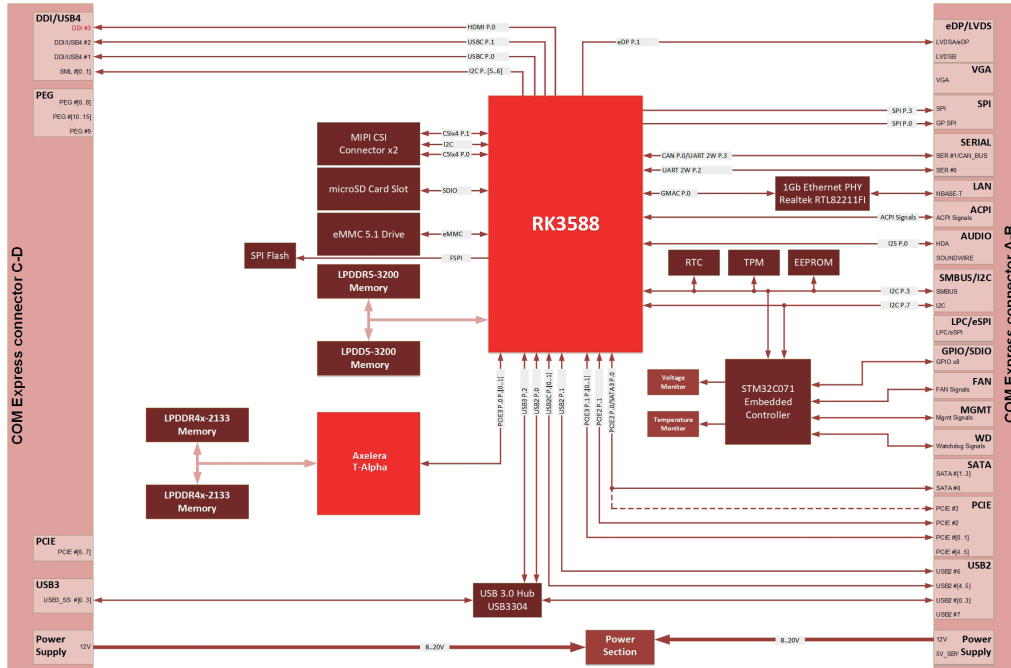 COM Express connector C-D
DDI/USB4
DDI #3
DDI/USB4 #2
DDI/USB4 #1
SML #[0..1]
PEG
PEG #[0..8]
PEG #[10..15]
PEG #9
PCIE
PCIE #[6..7]
USB3
USB3_SS #[0..3]
Power
Supply
12V
HDMI P.0
USBC P.1
USBC P.0
I2C P. [5..6]
eDP P.1
MIPI CSI
Connector x2
CSIx4 P.1
I2C
CSIx4 P.0
microSD Card Slot
SDIO
eMMC 5.1 Drive
eMMC
SPI Flash
FSPI
LPDDR5-3200
Memory
LPDD5-3200
Memory
RK3588
LPDDR4x-2133
Memory
LPDDR4x-2133
Memory
Axelera
T-Alpha
PCIE3 P.0 P.[0..1]
USB3 P.2
USB2 P.0
USB2C P.[0..1]
USB2 P.1
PCIE3 P.1 P.[0..1]
PCIE2 P.1
PCIE2 P.0/SATA3 P.0
USB 3.0 Hub
USB3304
8..20V
Power
Section
8..20V
SPI P.3
SPI P.0
CAN P.0/UART 2W P.3
UART 2W P.2
GMAC P.0
1Gb Ethernet PHY
Realtek RTL82211FI
ACPI Signals
I2S P.0
RTC
TPM
EEPROM
I2C P.3
I2C P.7
Voltage
Monitor
Temperature
Monitor
STM32C071
Embedded
Controller
COM Express connector A-B
eDP/LVDS
LVDSA/eDP
LVDSB
VGA
VGA
SPI
SPI
GP SPI
SERIAL
SER #1/CAN_BUS
SER #0
LAN
NBASE-T
ACPI
ACPI Signals
AUDIO
HDA
SOUNDWIRE
SMBUS/I2C
SMBUS
I2C
LPC/eSPI
LPC/eSPI
GPIO/SDIO
GPIO x8
FAN
FAN Signals
MGMT
Mgmt Signals
WD
Watchdog Signals
SATA
SATA #[1..3]
SATA #0
PCIE
PCIE #3
PCIE #2
PCIE #[0..1]
PCIE #[4..5]
USB2
USB2 #6
USB2 #[4..5]
USB2 #[0..3]
USB2 #7
12V
5V_SBY
Power
Supply